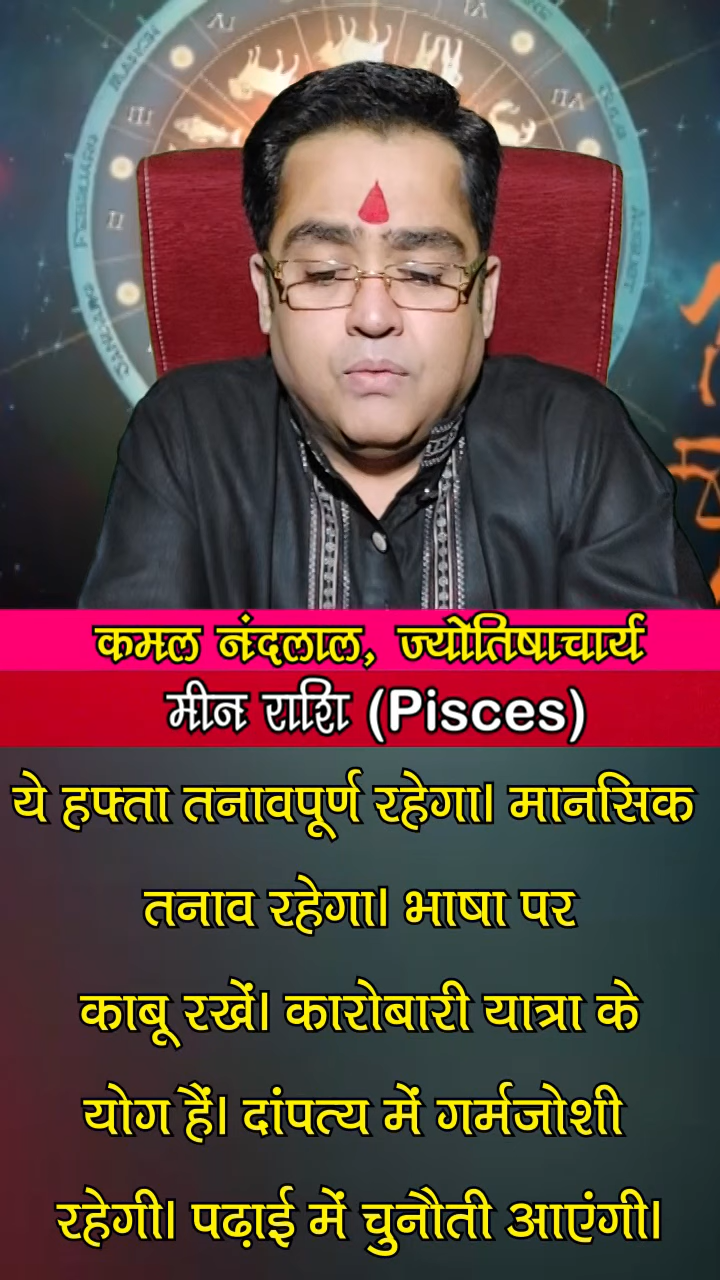 कमल नंदलाल, ज्योतिषाचार्य
मीन राशि (Pisces)
ये हफ्ता तनावपूर्ण रहेगा। मानसिक
तनाव रहेगा। भाषा पर
काबू रखें। कारोबारी यात्रा के
योग हैं। दांपत्य में गर्मजोशी
रहेगी। पढ़ाई में चुनौती आएंगी।